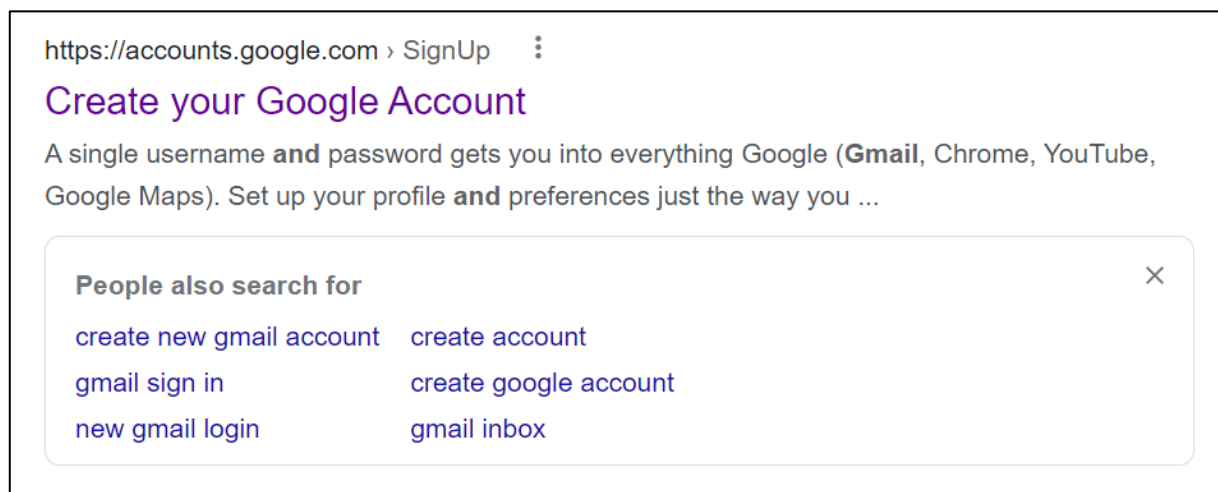 https://accounts.google.com › SignUp
Create your Google Account
A single username and password gets you into everything Google (Gmail, Chrome, YouTube,
Google Maps). Set up your profile and preferences just the way you ...
People also search for
create new gmail account create account
gmail sign in create google account
new gmail login gmail inbox